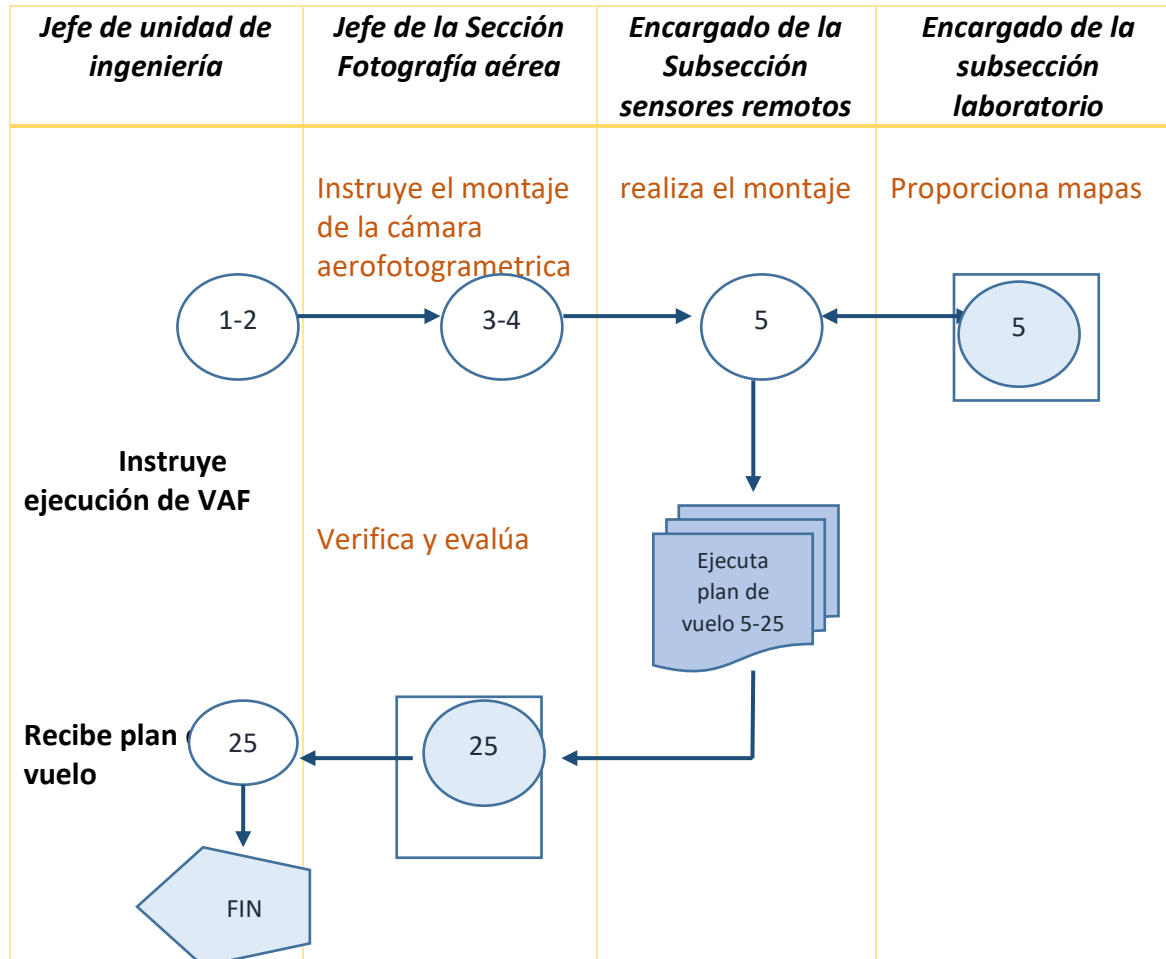 Jefe de unidad de
ingeniería
Jefe de la Sección
Fotografía aérea
Encargado de la
Subsección
sensores remotos
Encargado de la
subsección
laboratorio
Instruye el montaje
de la cámara
aerofotogrametrica
realiza el montaje
Proporciona mapas
1-2
3-4
5
5
Instruye
ejecución de VAF
Verifica y evalúa
Ejecuta
plan de
vuelo 5-25
Recibe plan
vuelo
25
25
FIN